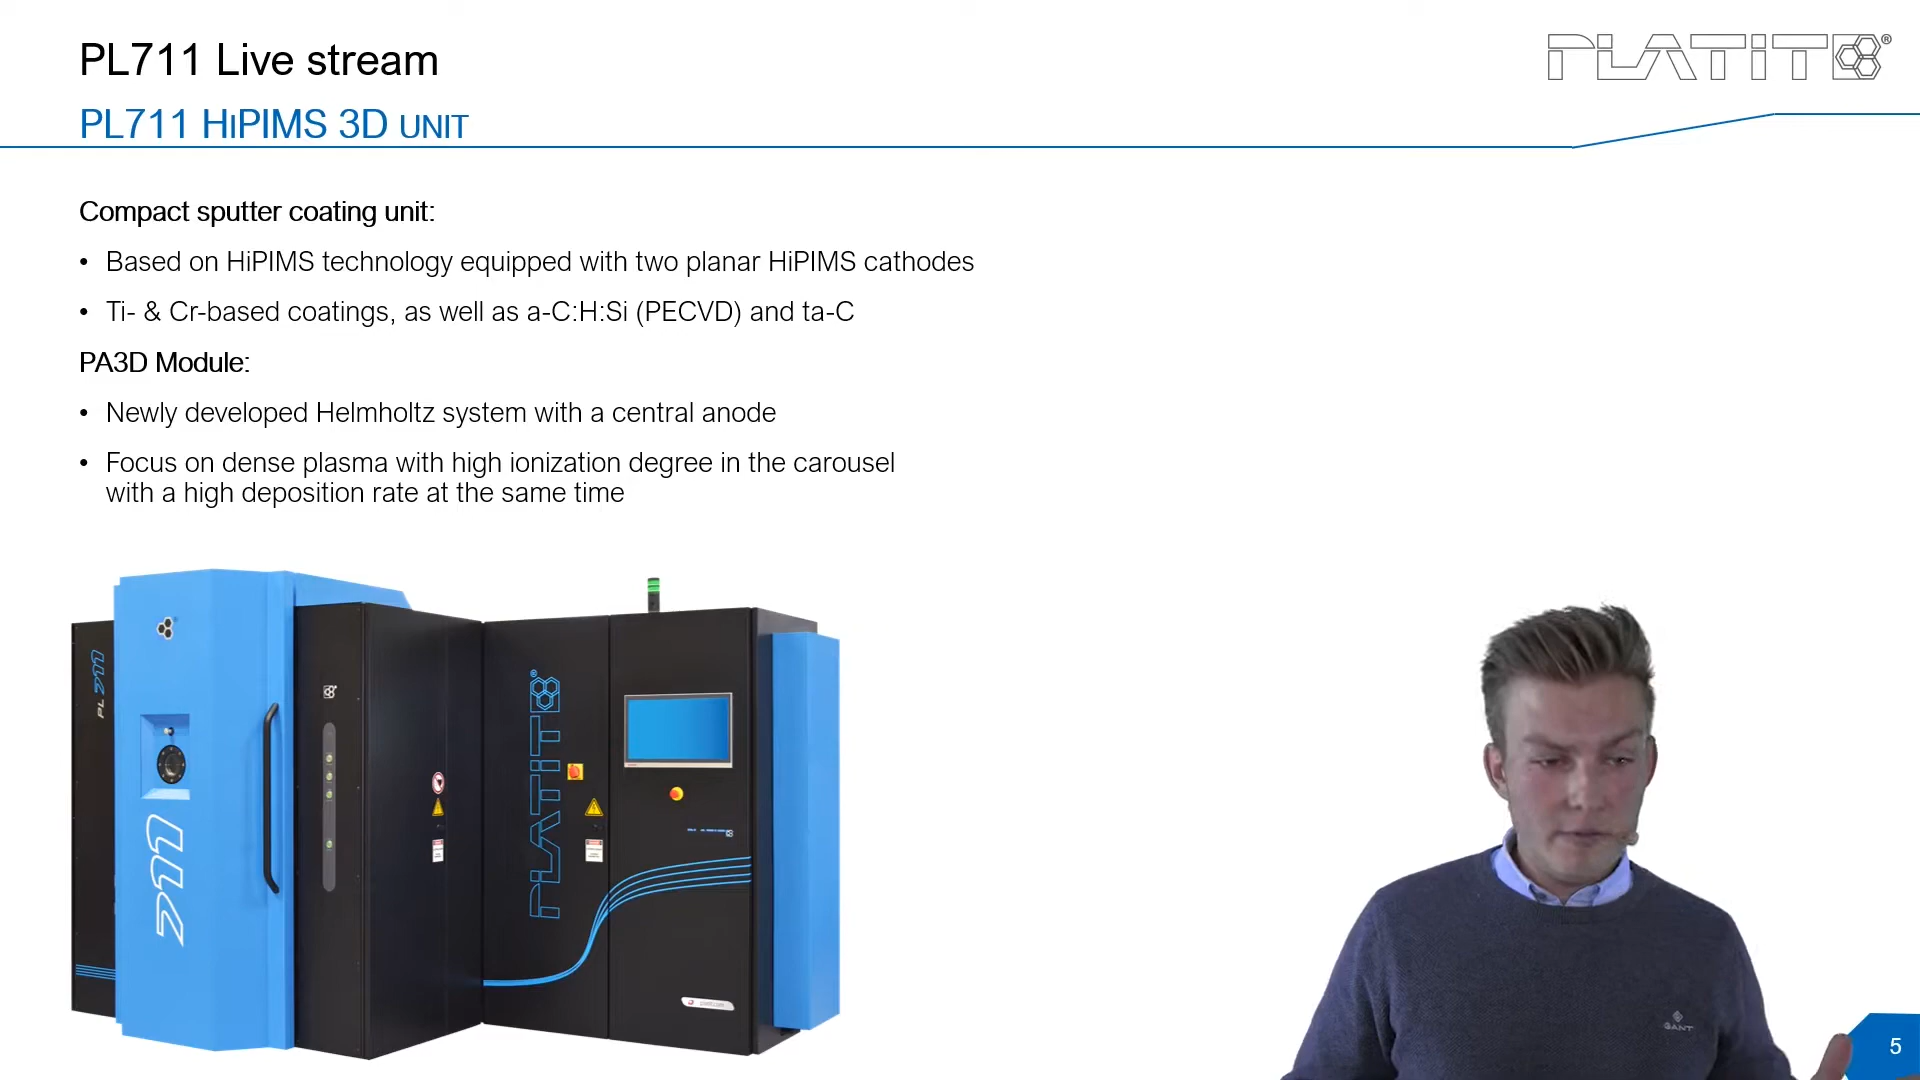 PL711 Live stream
PLATIT®
PL711 HiPIMS 3D UNIT
Compact sputter coating unit:
• Based on HiPIMS technology equipped with two planar HiPIMS cathodes
• Ti- & Cr-based coatings, as well as a-C:H:Si (PECVD) and ta-C
PA3D Module:
• Newly developed Helmholtz system with a central anode
• Focus on dense plasma with high ionization degree in the carousel
with a high deposition rate at the same time
PL 711
711
PLATIT®
GANT
5